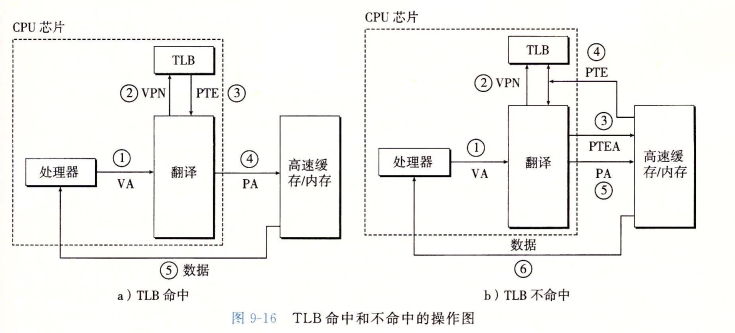 CPU 芯片
TLB
② VPN PTE ③
处理器
①
VA
翻译
④
PA
高速缓
存/内存
⑤ 数据
a）TLB 命中
CPU 芯片
TLB
④
② VPN PTE
处理器
①
VA
翻译
③
PTEA
PA
⑤
高速缓
存/内存
数据
⑥
b）TLB 不命中
图 9-16 TLB 命中和不命中的操作图